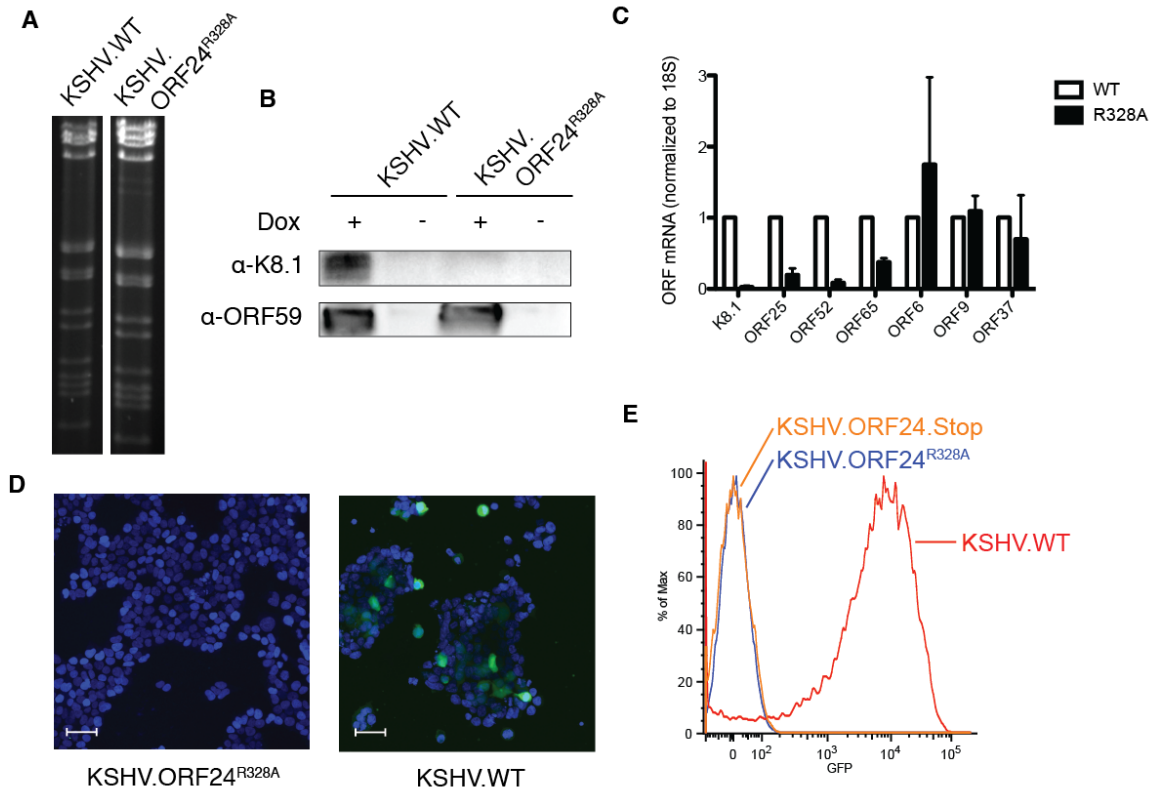 A
KSHV.WT
KSHV.
ORF24R328A
B
KSHV.WT
KSHV.
ORF24R328A
Dox + - + -
α-K8.1
α-ORF59
C
ORF mRNA (normalized to 18S)
3
2
1
0
K8.1 ORF25 ORF52 ORF65 ORF6 ORF9 ORF37
WT
R328A
D
KSHV.ORF24R328A
KSHV.WT
E
KSHV.ORF24.Stop
KSHV.ORF24R328A
KSHV.WT
% of Max
100
80
60
40
20
0
0 10² 10³ 10⁴ 10⁵
GFP